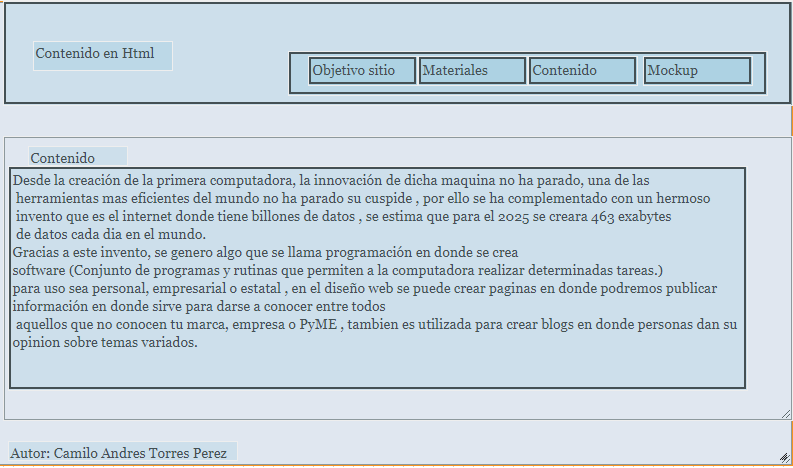 Contenido en Html
Objetivo sitio
Materiales
Contenido
Mockup
Contenido
Desde la creación de la primera computadora, la innovación de dicha maquina no ha parado, una de las
herramientas mas eficientes del mundo no ha parado su cuspide , por ello se ha complementado con un hermoso
invento que es el internet donde tiene billones de datos , se estima que para el 2025 se creara 463 exabytes
de datos cada dia en el mundo.
Gracias a este invento, se genero algo que se llama programación en donde se crea
software (Conjunto de programas y rutinas que permiten a la computadora realizar determinadas tareas.)
para uso sea personal, empresarial o estatal , en el diseño web se puede crear paginas en donde podremos publicar
información en donde sirve para darse a conocer entre todos
aquellos que no conocen tu marca, empresa o PyME , tambien es utilizada para crear blogs en donde personas dan su
opinion sobre temas variados.
Autor: Camilo Andres Torres Perez